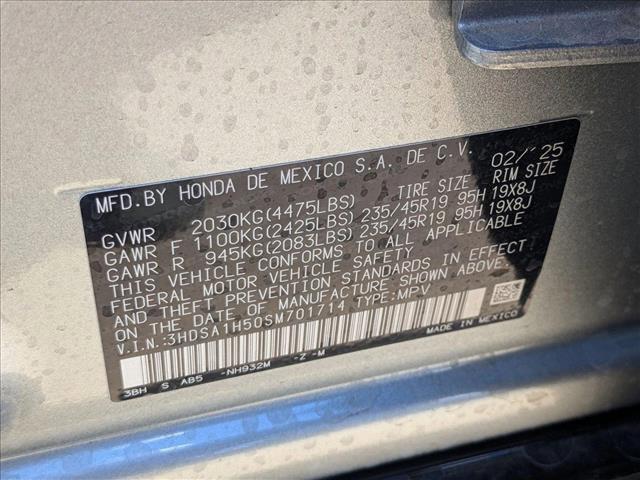 MFD.BY HONDA DE MEXICO S.A. DE C.V. 02/'25
GVWR 2030KG(4475LBS) TIRE SIZE RIM SIZE
GAWR F 1100KG(2425LBS) 235/45R19 95H 19X8J
GAWR R 945KG(2083LBS) 235/45R19 95H 19X8J
THIS VEHICLE CONFORMS TO ALL APPLICABLE
FEDERAL MOTOR VEHICLE SAFETY
AND THEFT PREVENTION STANDARDS IN EFFECT
ON THE DATE OF MANUFACTURE SHOWN ABOVE.
V.I.N.:3HDSA1H50SM701714 TYPE:MPV
MADE IN MEXICO
3BH S AB5 -NH932M -Z -M